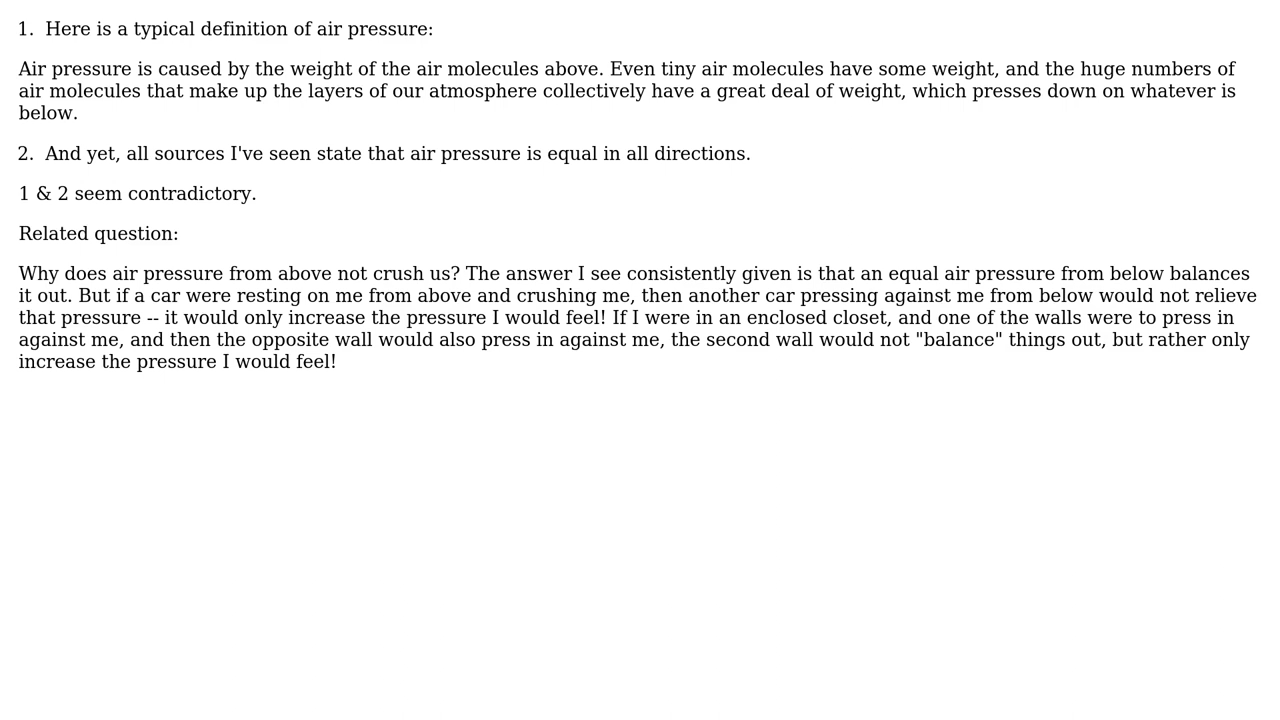 1.  Here is a typical definition of air pressure:
Air pressure is caused by the weight of the air molecules above. Even tiny air molecules have some weight, and the huge numbers of
air molecules that make up the layers of our atmosphere collectively have a great deal of weight, which presses down on whatever is
below.
2.  And yet, all sources I've seen state that air pressure is equal in all directions.
1 & 2 seem contradictory.
Related question:
Why does air pressure from above not crush us? The answer I see consistently given is that an equal air pressure from below balances
it out. But if a car were resting on me from above and crushing me, then another car pressing against me from below would not relieve
that pressure -- it would only increase the pressure I would feel! If I were in an enclosed closet, and one of the walls were to press in
against me, and then the opposite wall would also press in against me, the second wall would not "balance" things out, but rather only
increase the pressure I would feel!